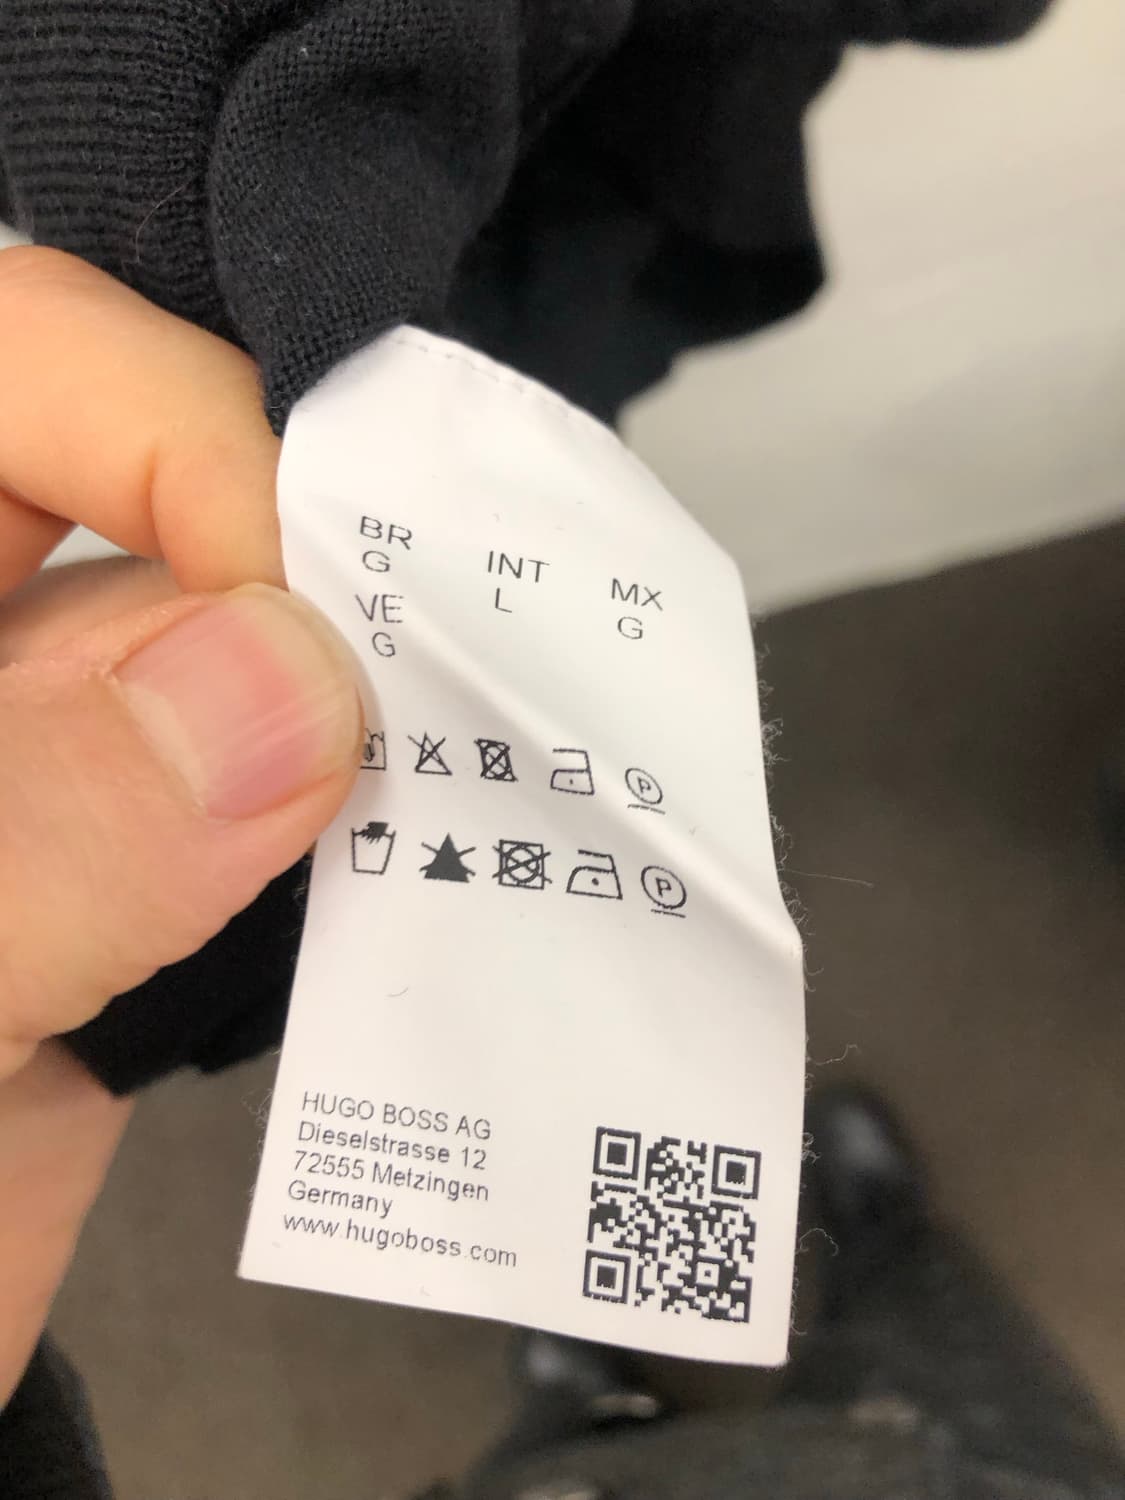 BR INT MX
G L G
VE
G
P
P
HUGO BOSS AG
Dieselstrasse 12
72555 Metzingen
Germany
www.hugoboss.com